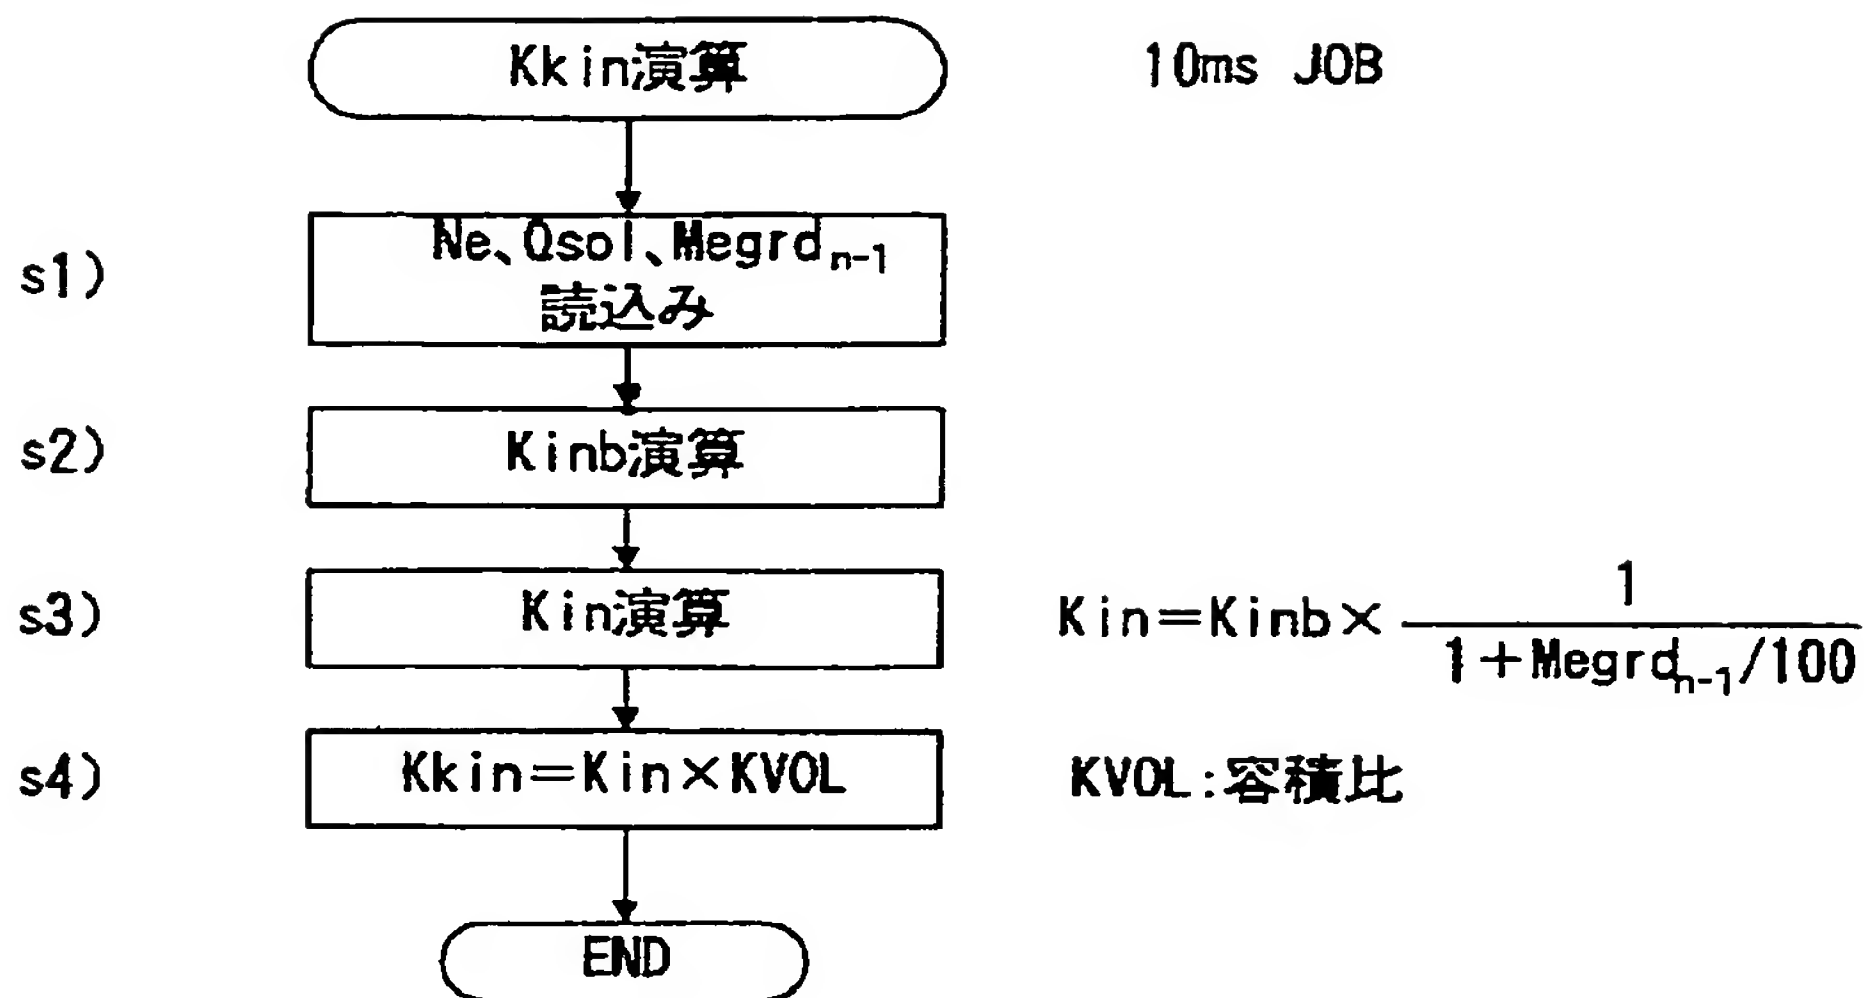 Kkin演算
10ms JOB
s1)
Ne、Qsol、Megrdn-1
読込み
s2)
Kinb演算
s3)
Kin演算
Kin=Kinb×1/(1+Megrdn-1/100)
s4)
Kkin=Kin×KVOL
KVOL:容積比
END